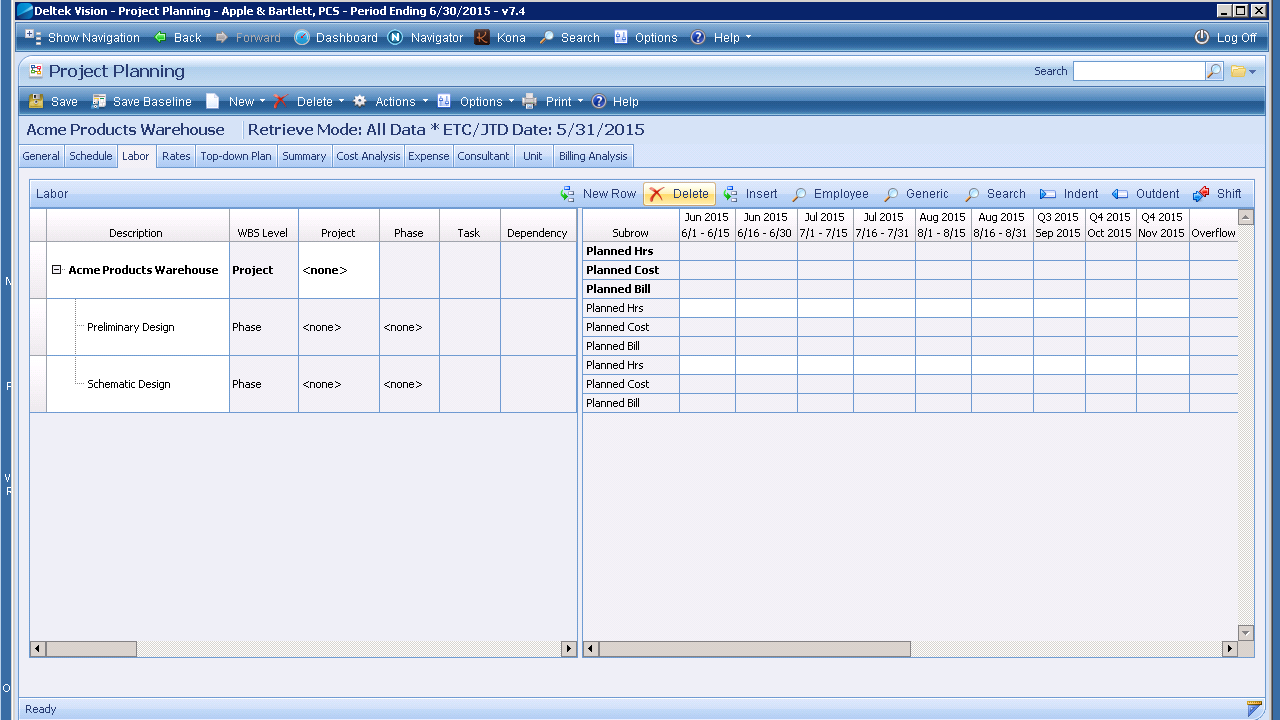 Deltek Vision - Project Planning - Apple & Bartlett, PCS - Period Ending 6/30/2015 - v7.4
Show Navigation Back Forward Dashboard Navigator Kona Search Options Help Log Off
Project Planning Search
Save Save Baseline New Delete Actions Options Print Help
Acme Products Warehouse Retrieve Mode: All Data * ETC/JTD Date: 5/31/2015
General Schedule Labor Rates Top-down Plan Summary Cost Analysis Expense Consultant Unit Billing Analysis
Labor New Row Delete Insert Employee Generic Search Indent Outdent Shift
Jun 2015 Jun 2015 Jul 2015 Jul 2015 Aug 2015 Aug 2015 Q3 2015 Q4 2015 Q4 2015
Description WBS Level Project Phase Task Dependency Subrow 6/1 - 6/15 6/16 - 6/30 7/1 - 7/15 7/16 - 7/31 8/1 - 8/15 8/16 - 8/31 Sep 2015 Oct 2015 Nov 2015 Overflow
Planned Hrs
Acme Products Warehouse Project <none> Planned Cost
Planned Bill
Planned Hrs
Preliminary Design Phase <none> <none> Planned Cost
Planned Bill
Planned Hrs
Schematic Design Phase <none> <none> Planned Cost
Planned Bill
Ready